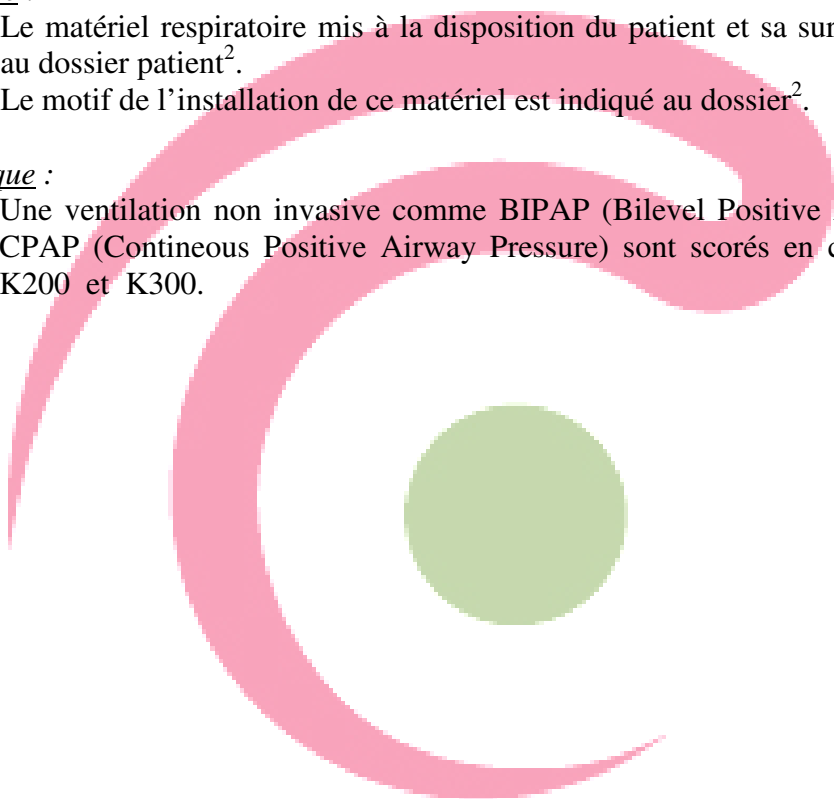 Le matériel respiratoire mis à la disposition du patient et sa
au dossier patient².
Le motif de l’installation de ce matériel est indiqué au dossier².
:
Une ventilation non invasive comme BIPAP (Bilevel Positive
CPAP (Contineous Positive Airway Pressure) sont scorés en
K200 et K300.